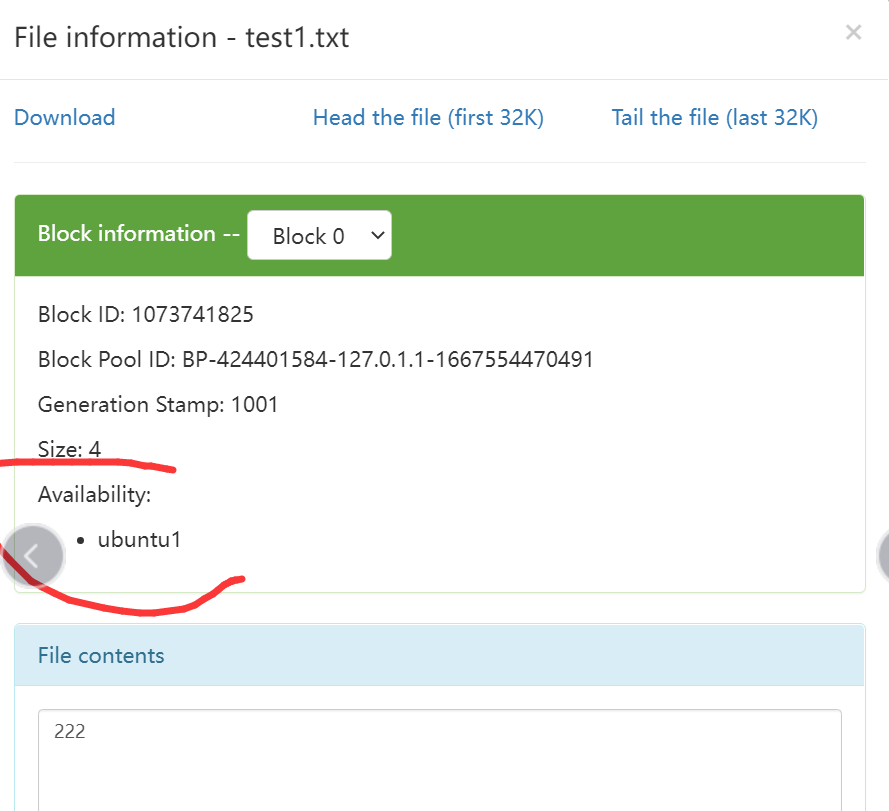 File information - test1.txt ×
Download Head the file (first 32K) Tail the file (last 32K)
Block information -- Block 0
Block ID: 1073741825
Block Pool ID: BP-424401584-127.0.1.1-1667554470491
Generation Stamp: 1001
Size: 4
Availability:
• ubuntu1
File contents
222